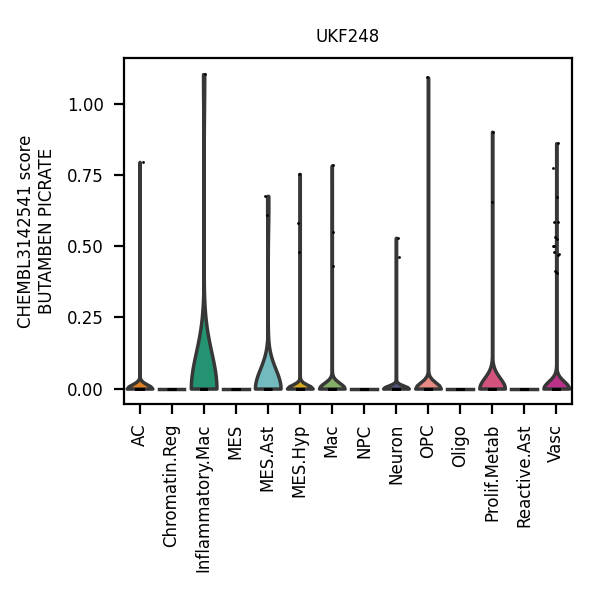 UKF248
CHEMBL3142541 score
BUTAMBEN PICRATE
1.00
0.75
0.50
0.25
0.00
AC
Chromatin.Reg
Inflammatory.Mac
MES
MES.Ast
MES.Hyp
Mac
NPC
Neuron
OPC
Oligo
Prolif.Metab
Reactive.Ast
Vasc